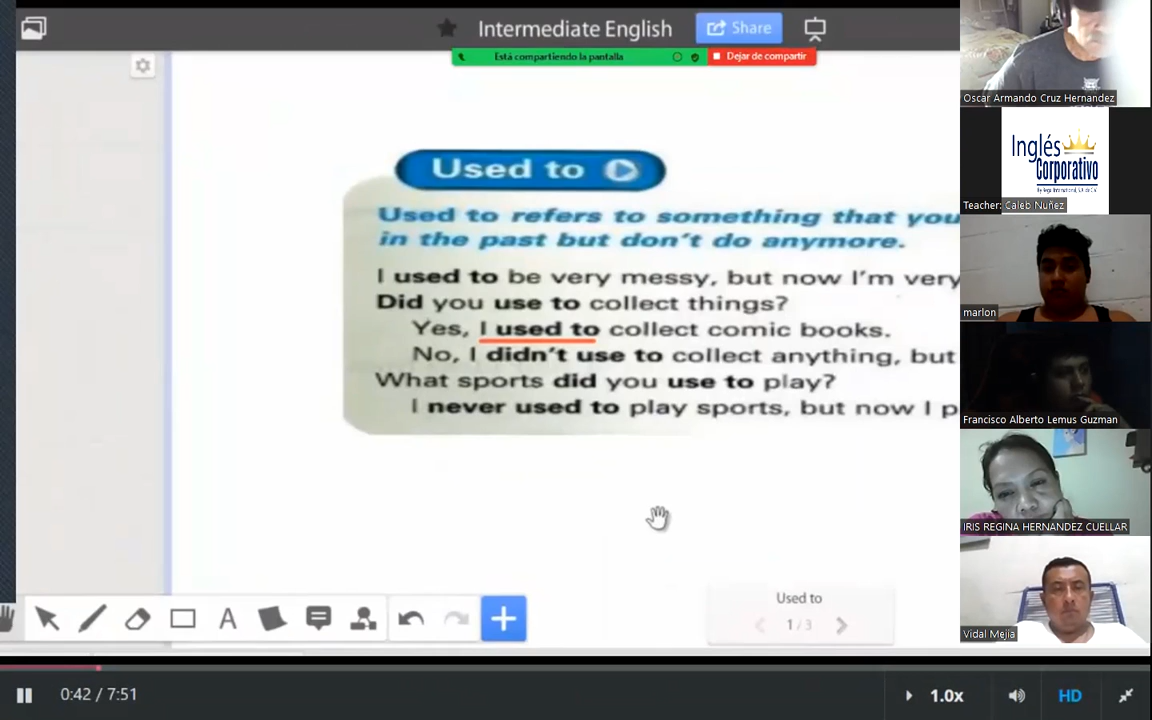 Intermediate English
Share
Está compartiendo la pantalla
Dejar de compartir
Used to
Used to refers to something that you
in the past but don't do anymore.
I used to be very messy, but now I'm very
Did you use to collect things?
Yes, I used to collect comic books.
No, I didn't use to collect anything, but
What sports did you use to play?
I never used to play sports, but now I p
A
Used to
1 / 3
0:42 / 7:51
1.0x
HD
Oscar Armando Cruz Hernandez
Inglés
Corporativo
Teacher: Caleb Nuñez
marlon
Francisco Alberto Lemus Guzman
IRIS REGINA HERNANDEZ CUELLAR
Vidal Mejia